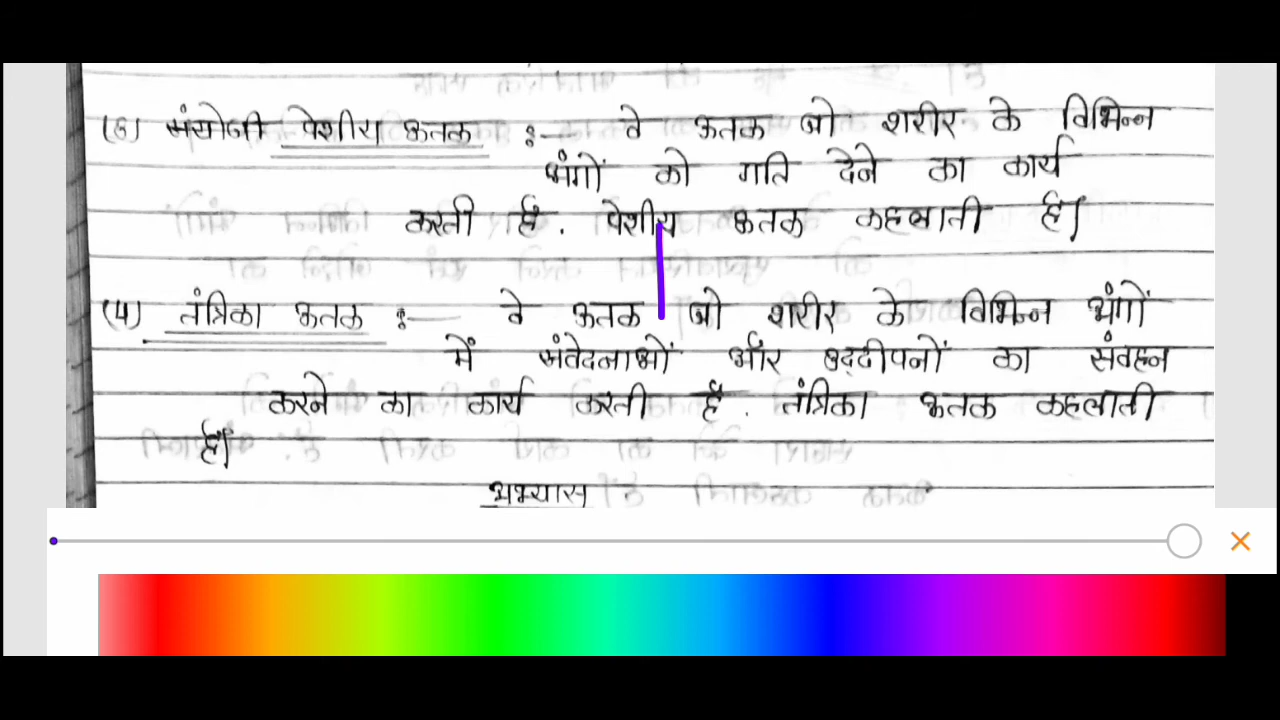 (3) संयोजी पेशीय ऊतक :— वे ऊतक जो शरीर के विभिन्न
अंगों को गति देने का कार्य
करती है. पेशीय ऊतक कहलाती है।
(4) तंत्रिका ऊतक :— वे ऊतक जो शरीर के विभिन्न अंगों
में संवेदनाओं और उद्दीपनों का संवहन
करने का कार्य करती है. तंत्रिका ऊतक कहलाती
है।
अभ्यास